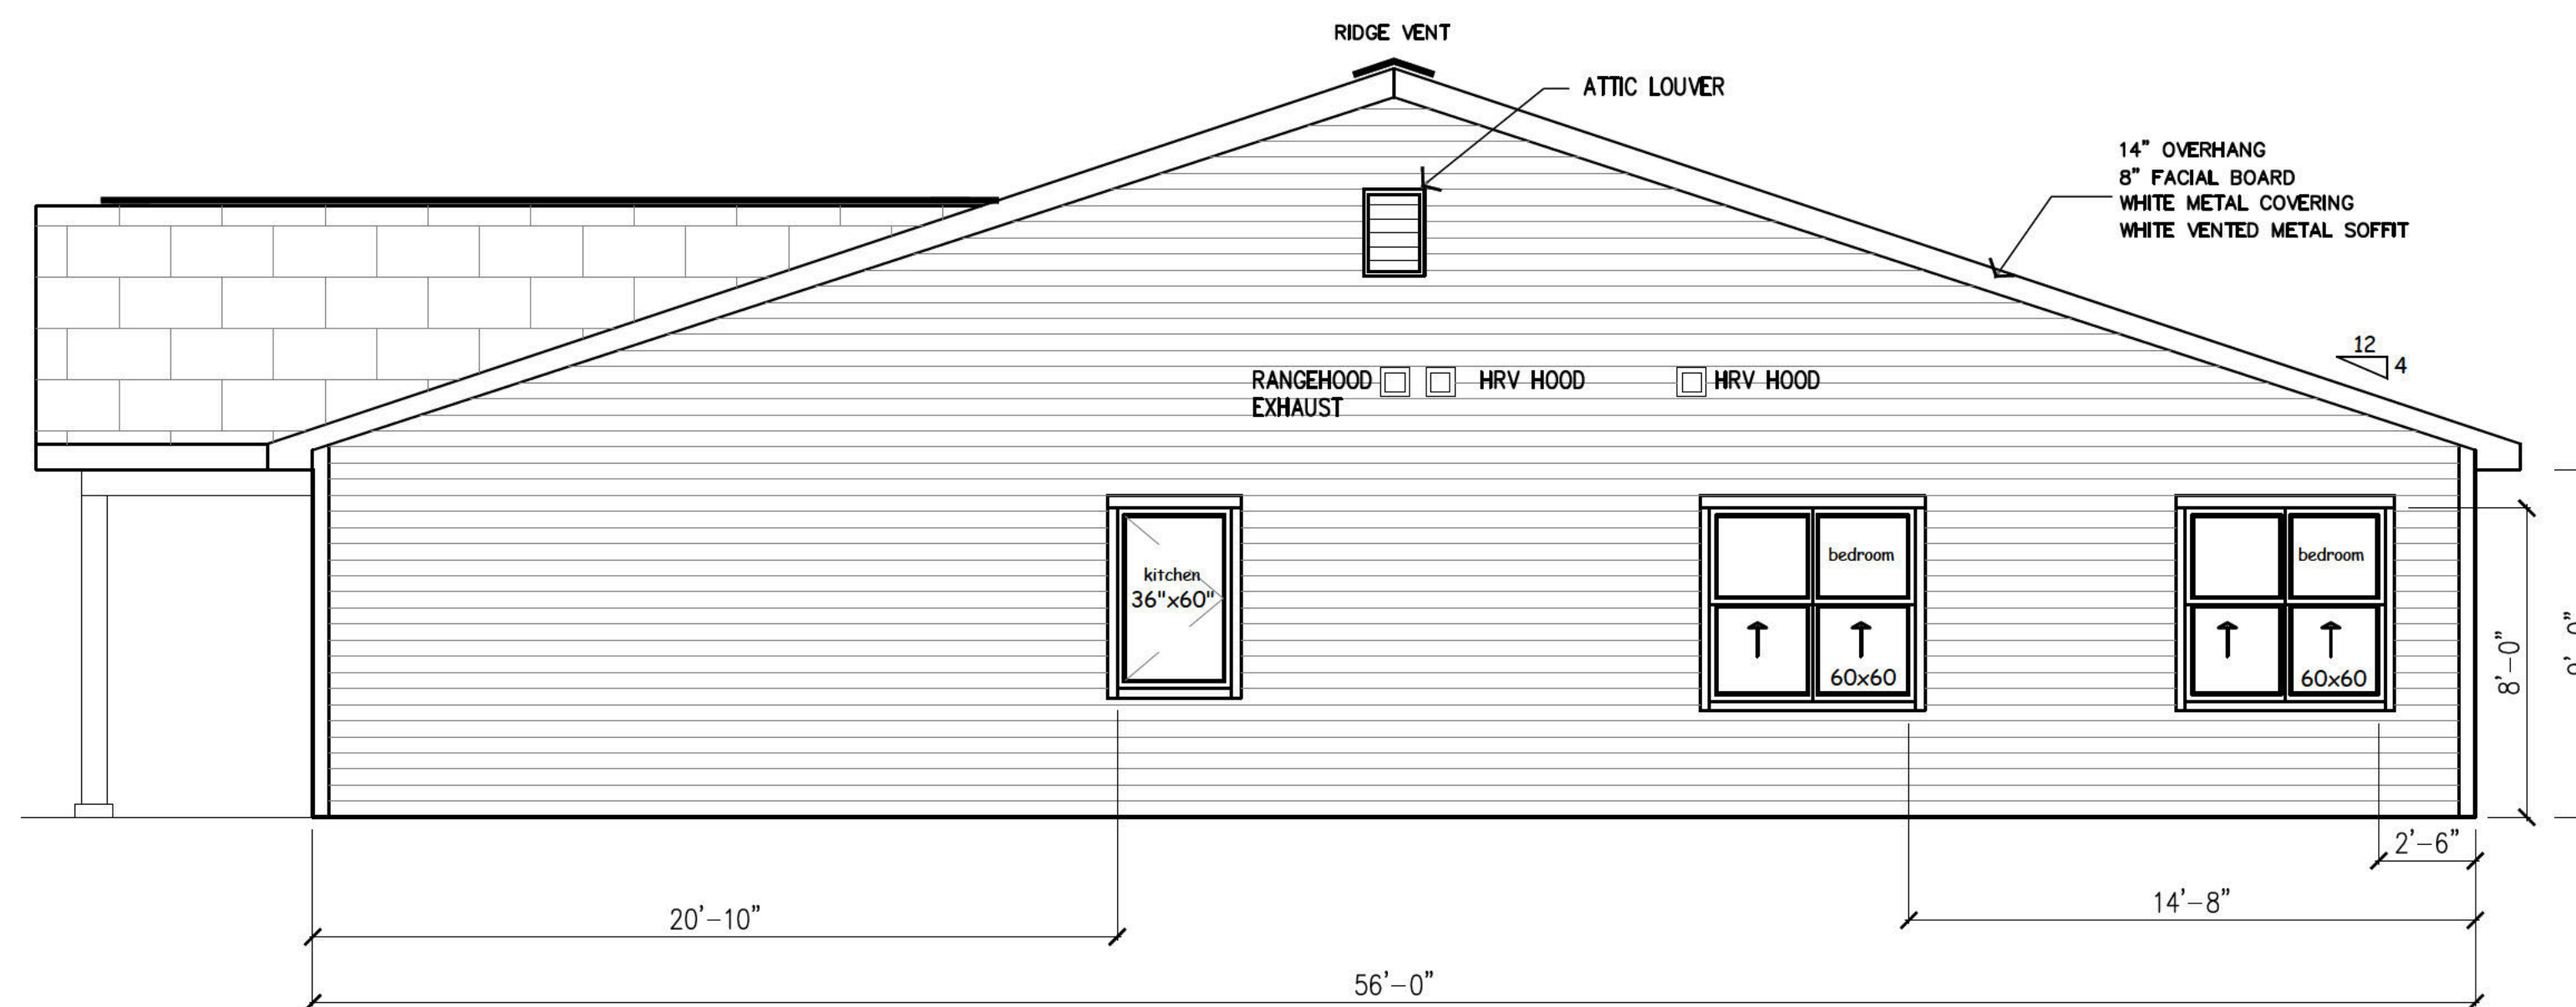 RIDGE VENT
ATTIC LOUVER
14" OVERHANG
8" FACIAL BOARD
WHITE METAL COVERING
WHITE VENTED METAL SOFFIT
12
4
RANGEHOOD
EXHAUST
HRV HOOD
HRV HOOD
kitchen
36"x60"
bedroom
60x60
bedroom
60x60
8'-0"
2'-6"
14'-8"
20'-10"
56'-0"